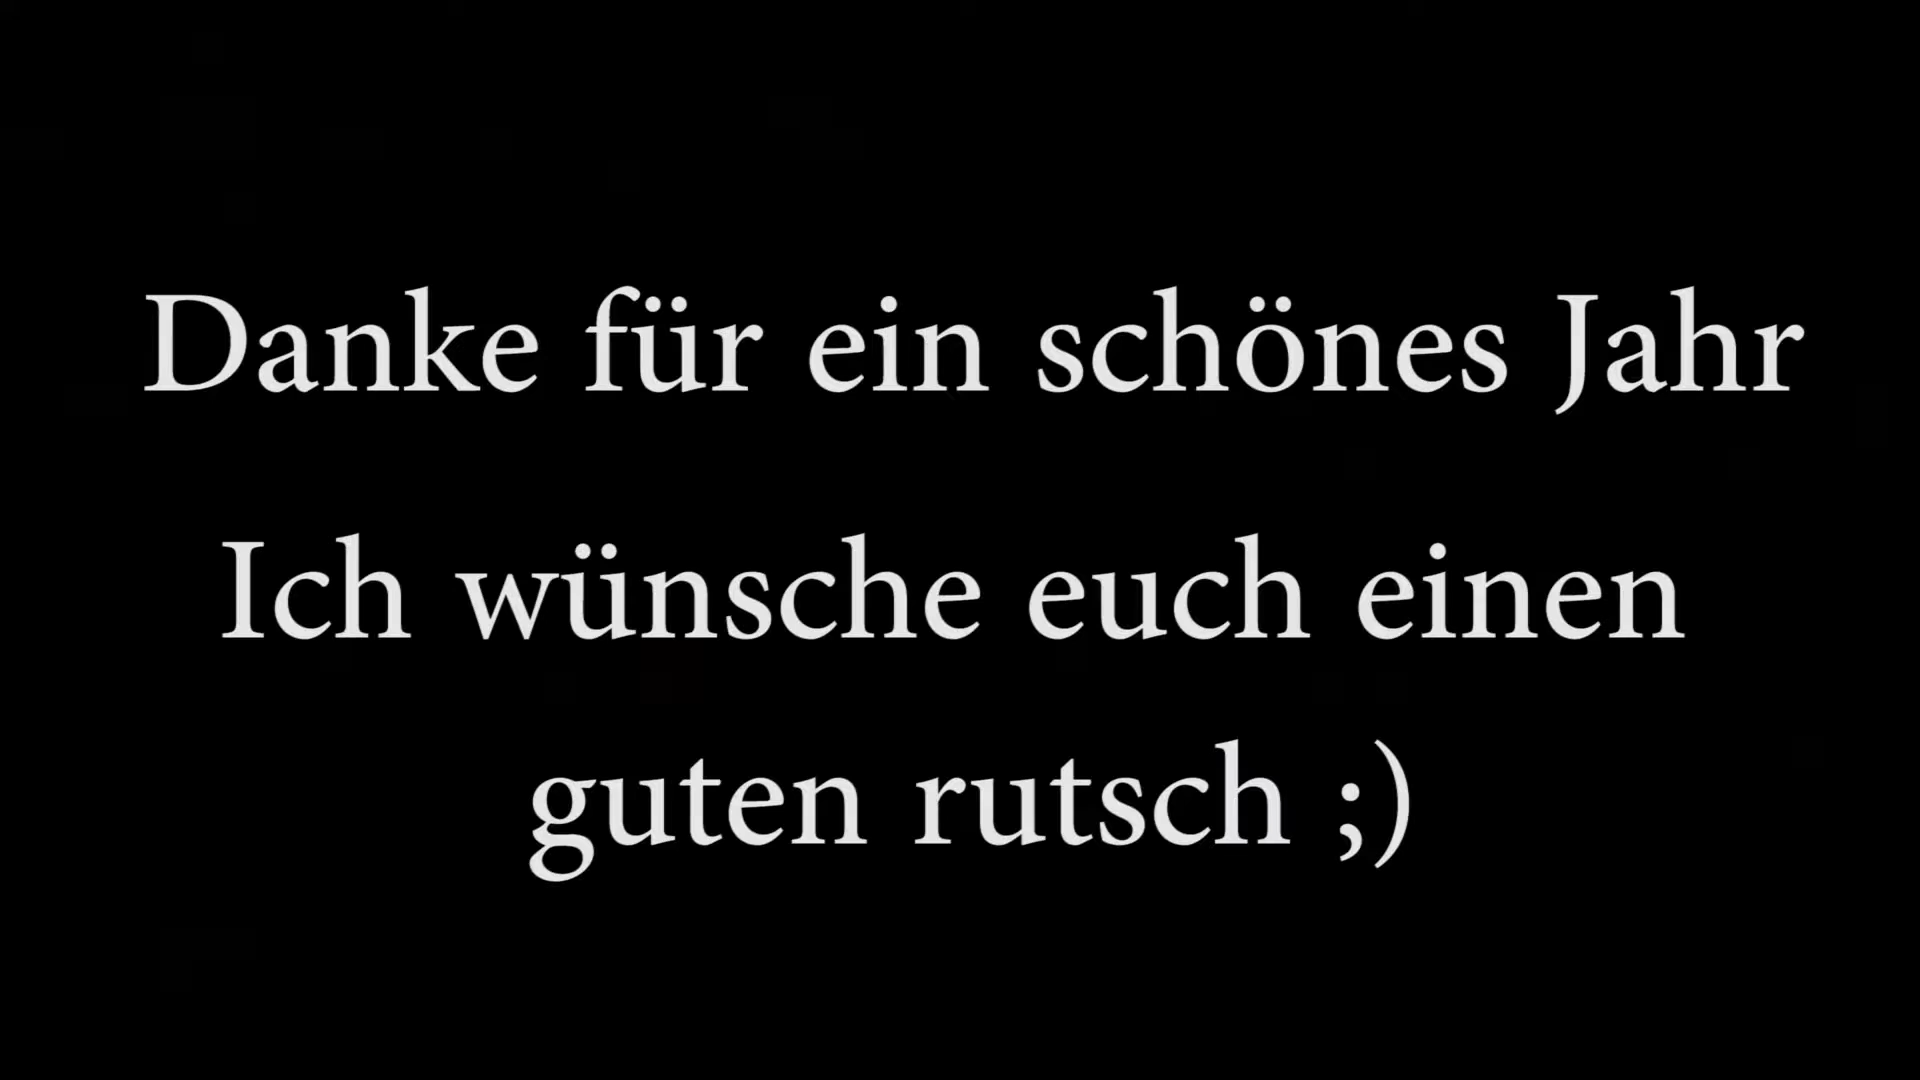 Danke für ein schönes Jahr
Ich wünsche euch einen
guten rutsch ;)